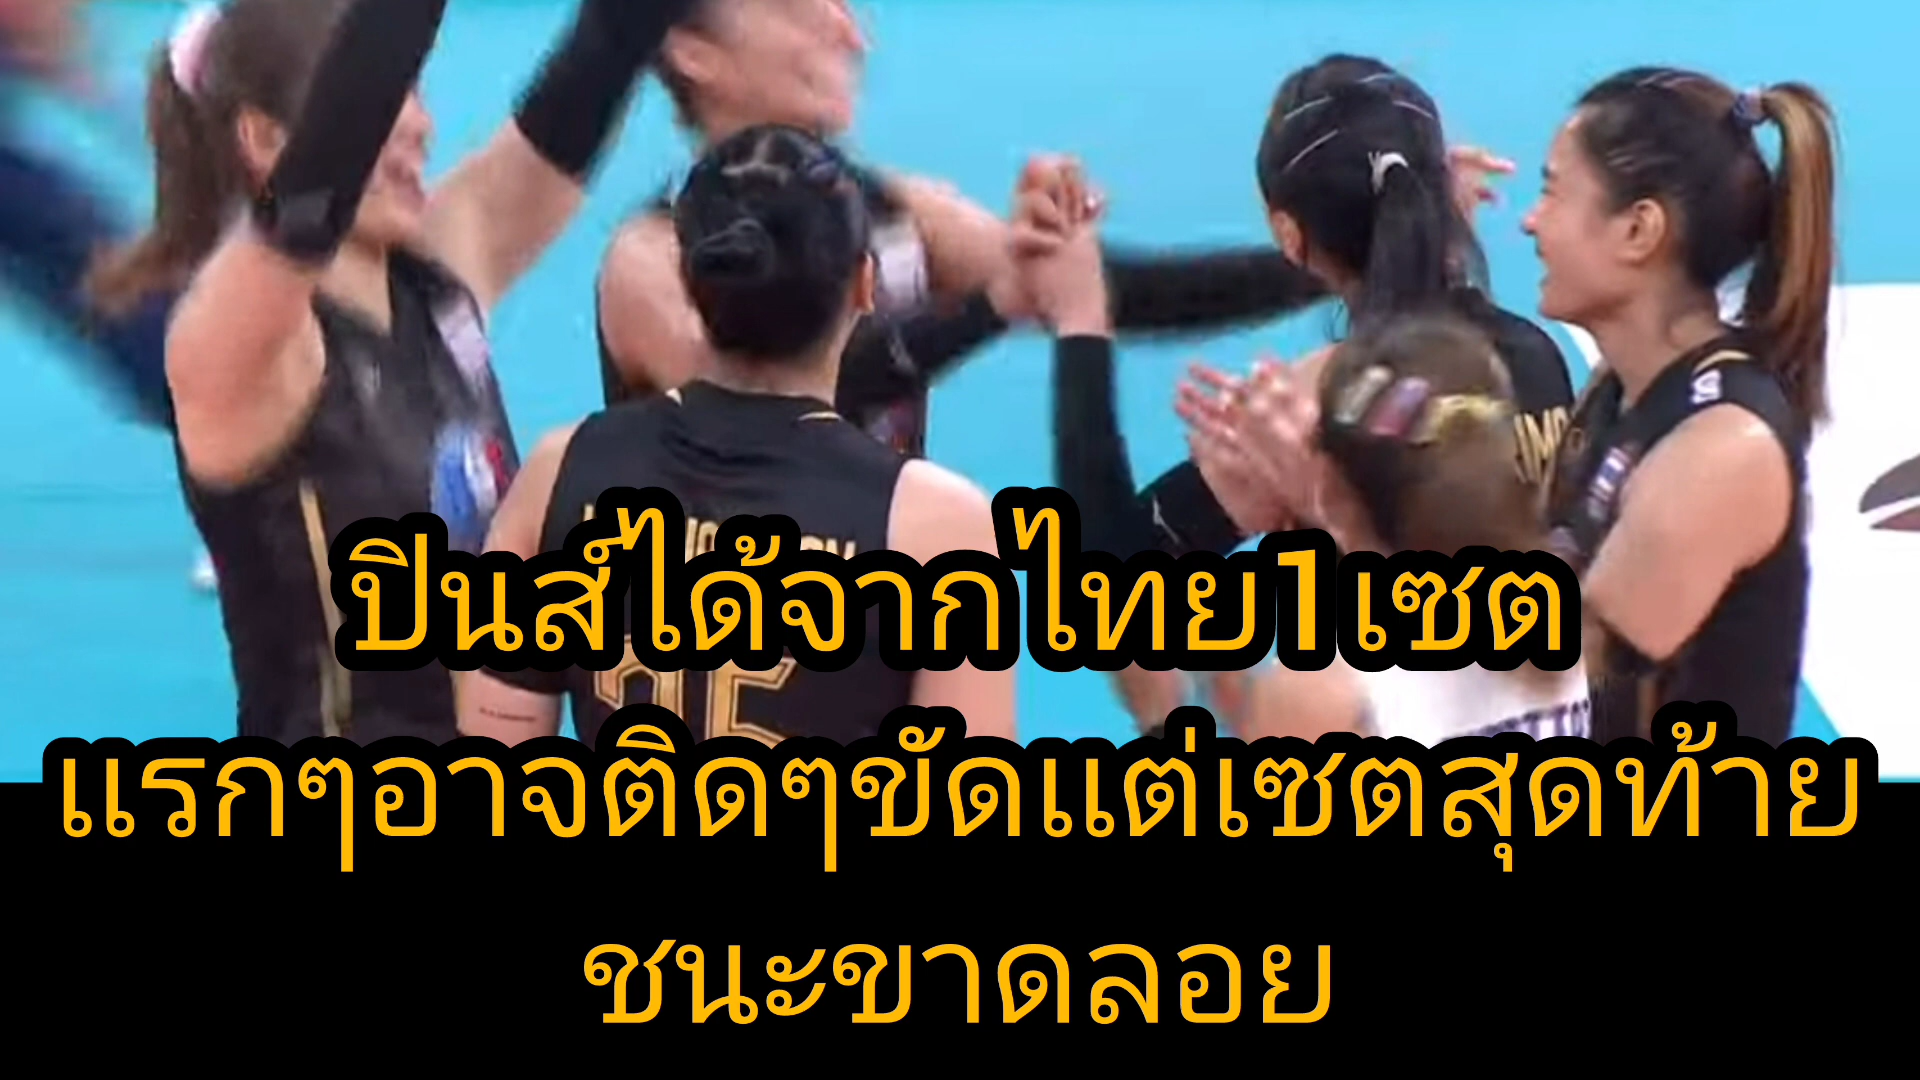 ปินส์ได้จากไทย1เซต
แรกๆอาจติดๆขัดแต่เซตสุดท้าย
ชนะขาดลอย